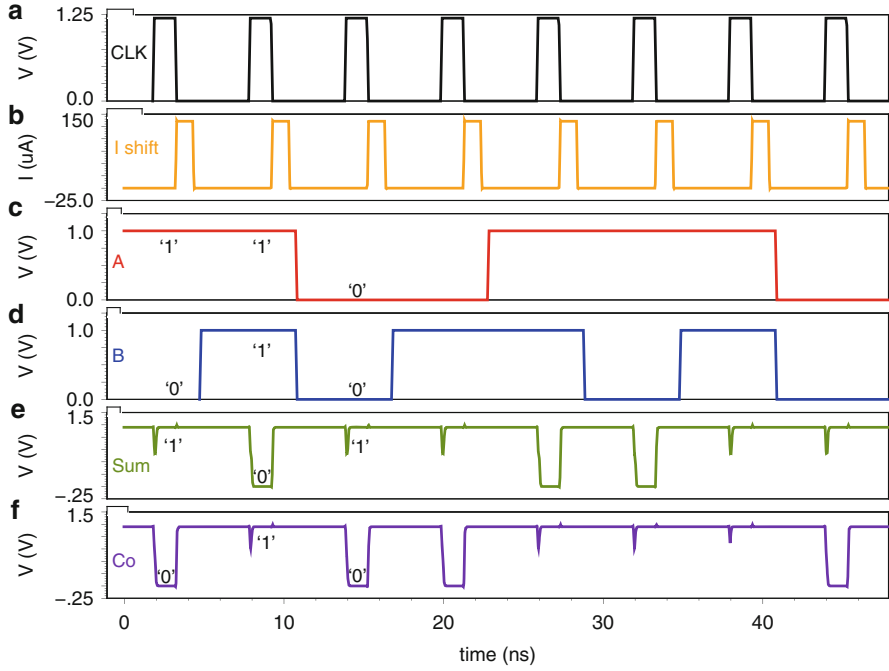 a
1.25
V (V)
CLK
0.0
b
150
I (uA)
I shift
−25.0
c
1.0
V (V)
‘1’ ‘1’
A
‘0’
0.0
d
1.0
V (V)
‘1’
B
‘0’ ‘0’
0.0
e
1.5
V (V)
‘1’ ‘1’
Sum
‘0’
−.25
f
1.5
V (V)
‘1’
Co
‘0’ ‘0’
−.25
0 10 20 30 40
time (ns)